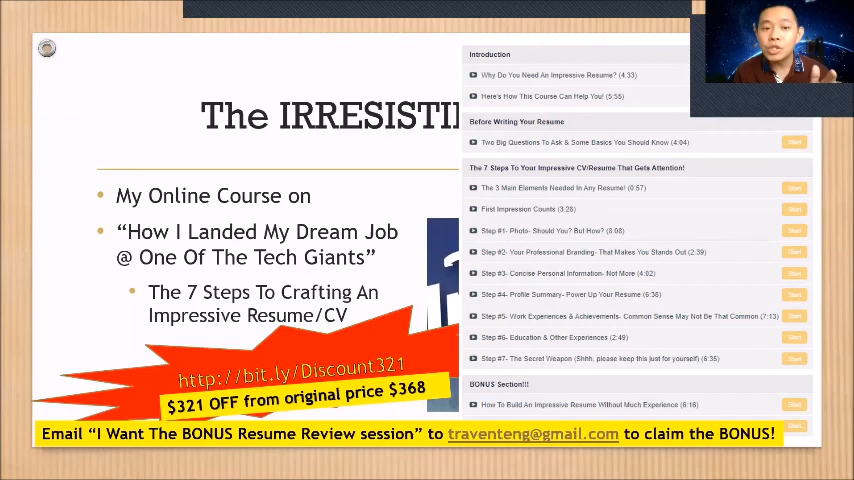 The IRRESISTI
My Online Course on
“How I Landed My Dream Job
@ One Of The Tech Giants”
The 7 Steps To Crafting An
Impressive Resume/CV
http://bit.ly/Discount321
$321 OFF from original price $368
Introduction
Why Do You Need An Impressive Resume? (4:33)
Here's How This Course Can Help You! (5:55)
Before Writing Your Resume
Two Big Questions To Ask & Some Basics You Should Know (4:04)
Start
The 7 Steps To Your Impressive CV/Resume That Gets Attention!
The 3 Main Elements Needed In Any Resume! (0:57)
Start
First Impression Counts (3:28)
Start
Step #1- Photo- Should You? But How? (8:08)
Start
Step #2- Your Professional Branding- That Makes You Stands Out (2:39)
Start
Step #3- Concise Personal Information- Not More (4:02)
Start
Step #4- Profile Summary- Power Up Your Resume (6:38)
Start
Step #5- Work Experiences & Achievements- Common Sense May Not Be That Common (7:13)
Start
Step #6- Education & Other Experiences (2:49)
Start
Step #7- The Secret Weapon (Shhh, please keep this just for yourself) (6:35)
Start
BONUS Section!!!
How To Build An Impressive Resume Without Much Experience (6:16)
Start
Email “I Want The BONUS Resume Review session” to traventeng@gmail.com to claim the BONUS!